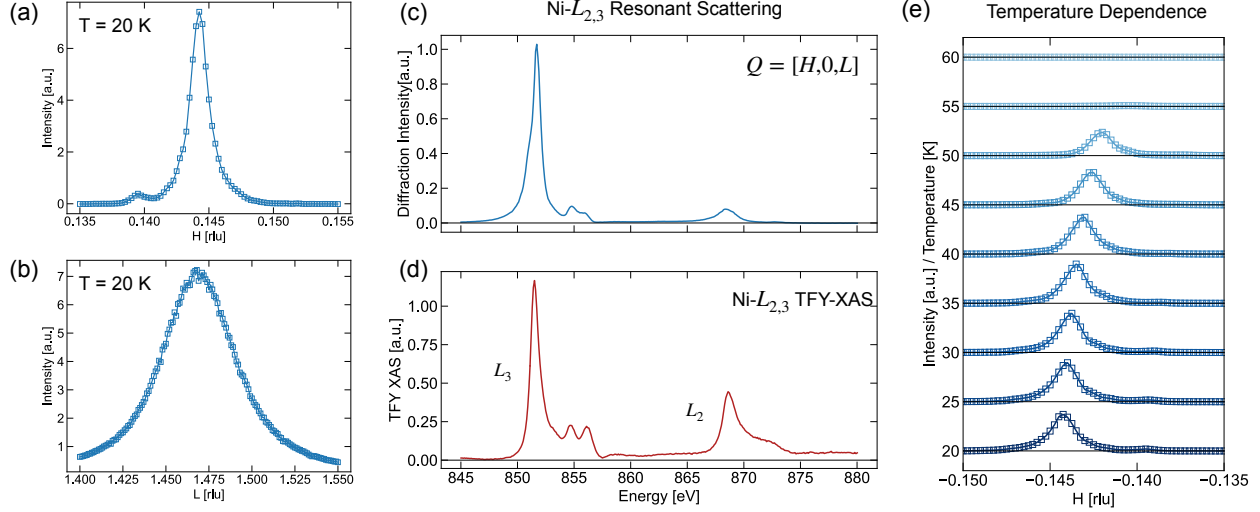 (a)
T = 20 K
Intensity [a.u.]
6
4
2
0
0.135 0.140 0.145 0.150 0.155
H [rlu]
(b)
T = 20 K
Intensity [a.u.]
7
6
5
4
3
2
1
1.400 1.425 1.450 1.475 1.500 1.525 1.550
L [rlu]
(c)
Ni-L2,3 Resonant Scattering
Q = [H,0,L]
Diffraction Intensity[a.u.]
1.0
0.8
0.6
0.4
0.2
0.0
(d)
Ni-L2,3 TFY-XAS
TFY XAS [a.u.]
1.00
0.75
0.50
0.25
0.00
L3
L2
845 850 855 860 865 870 875 880
Energy [eV]
(e)
Temperature Dependence
Intensity [a.u.] / Temperature [K]
60
55
50
45
40
35
30
25
20
−0.150 −0.145 −0.140 −0.135
H [rlu]